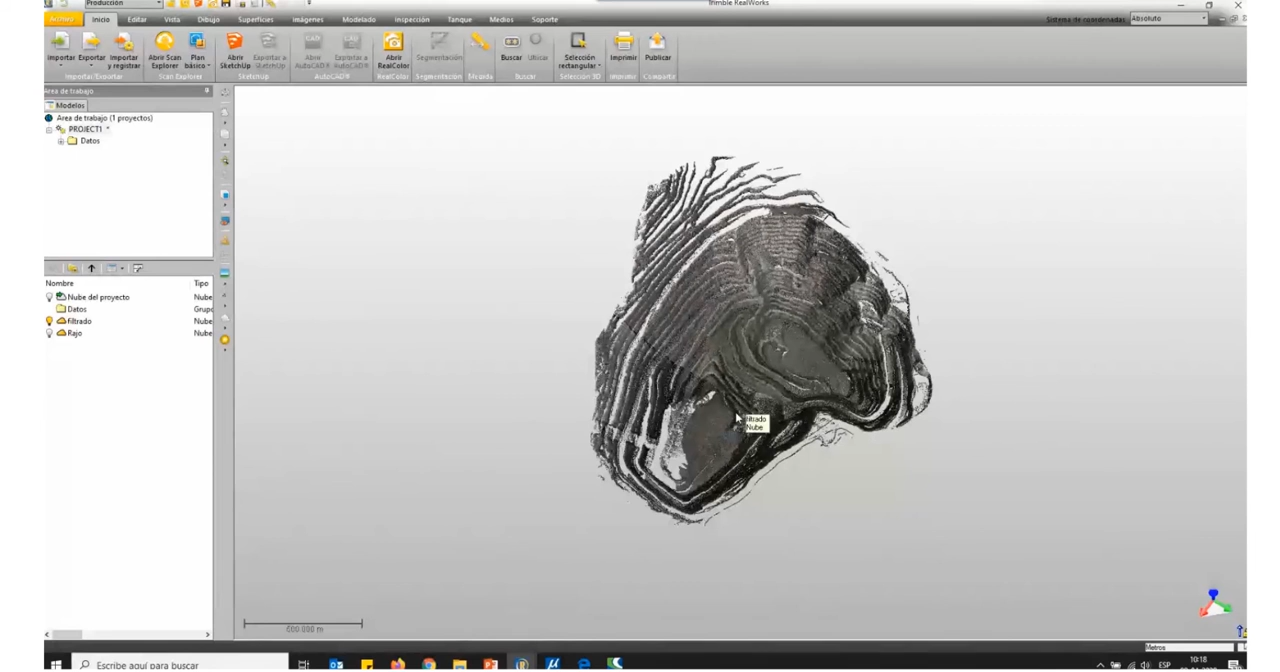 Producción
Trimble RealWorks
Archivo Inicio Editar Vista Dibujo Superficies Imágenes Modelado Inspección Tanque Medios Soporte
Sistema de coordenadas: Absoluto
Importar Exportar Importar y registrar
Abrir Scan Explorer Plan básico
Abrir SketchUp Exportar a SketchUp
Abrir AutoCAD® Exportar a AutoCAD®
Abrir RealColor
Segmentación
Buscar Ubicar
Selección rectangular
Imprimir
Publicar
Importar/Exportar Scan Explorer SketchUp AutoCAD® RealColor Segmentación Medida Buscar Selección 3D Imprimir
Área de trabajo
Modelos
Área de trabajo (1 proyectos)
PROJECT1 *
Datos
Nombre Tipo
Nube del proyecto Nube
Datos Grupo
filtrado Nube
Rajo Nube
filtrado
Nube
600.000 m
Metros
Escribe aquí para buscar
ESP
10:18